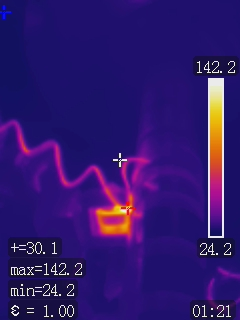 142.2
24.2
+=30.1
max=142.2
min=24.2
ε = 1.00
01:21